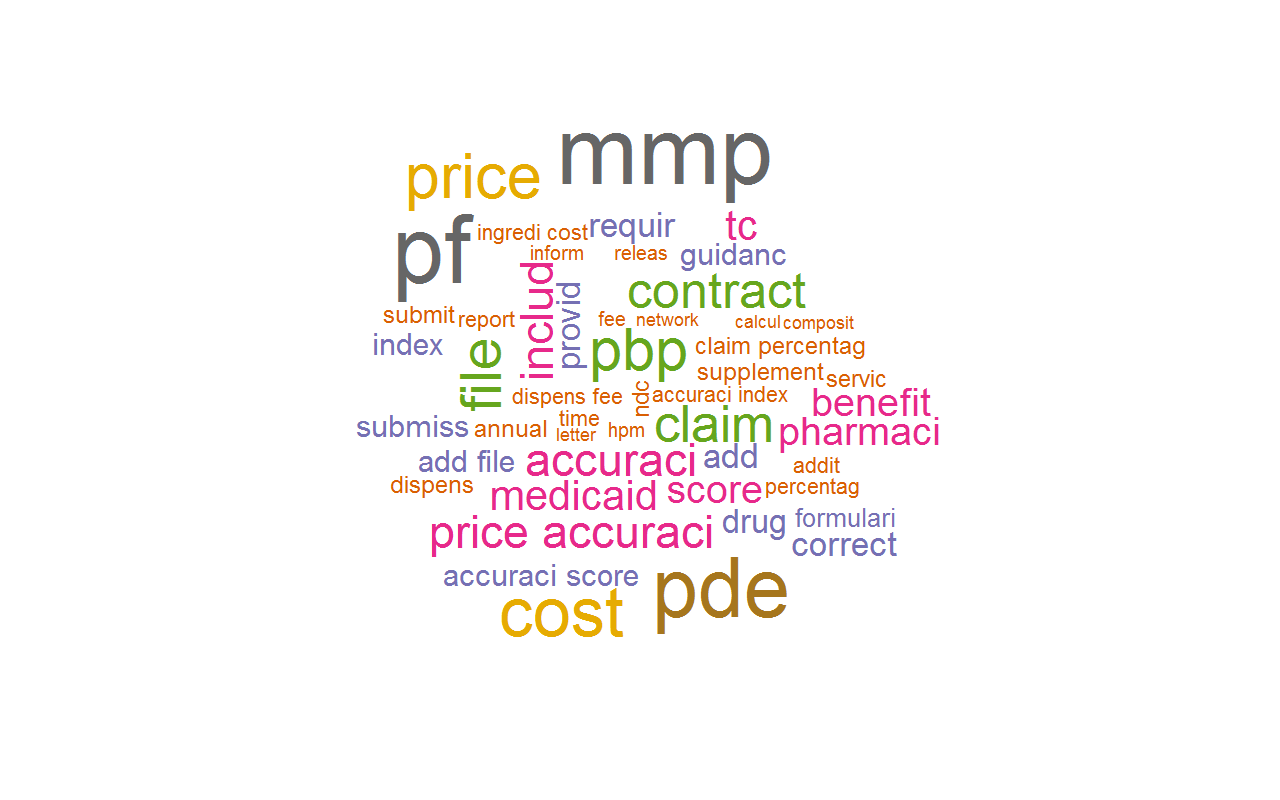 mmp
price
pf
ingredi cost
requir
tc
inform
releas
guidanc
includ
provid
contract
submit
report
fee
network
calcul
composit
index
file
pbp
claim percentag
supplement
servic
dispens fee
ndc
accuraci index
benefit
submiss
annual
time
letter
hpm
claim
pharmaci
add file
accuraci
add
addit
dispens
medicaid
score
percentag
price accuraci
drug
formulari
correct
accuraci score
pde
cost